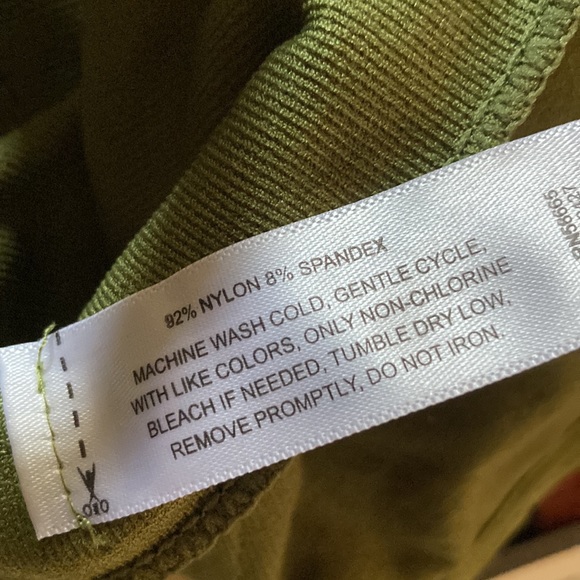 92% NYLON 8% SPANDEX
MACHINE WASH COLD, GENTLE CYCLE,
WITH LIKE COLORS, ONLY NON-CHLORINE
BLEACH IF NEEDED, TUMBLE DRY LOW,
REMOVE PROMPTLY, DO NOT IRON.